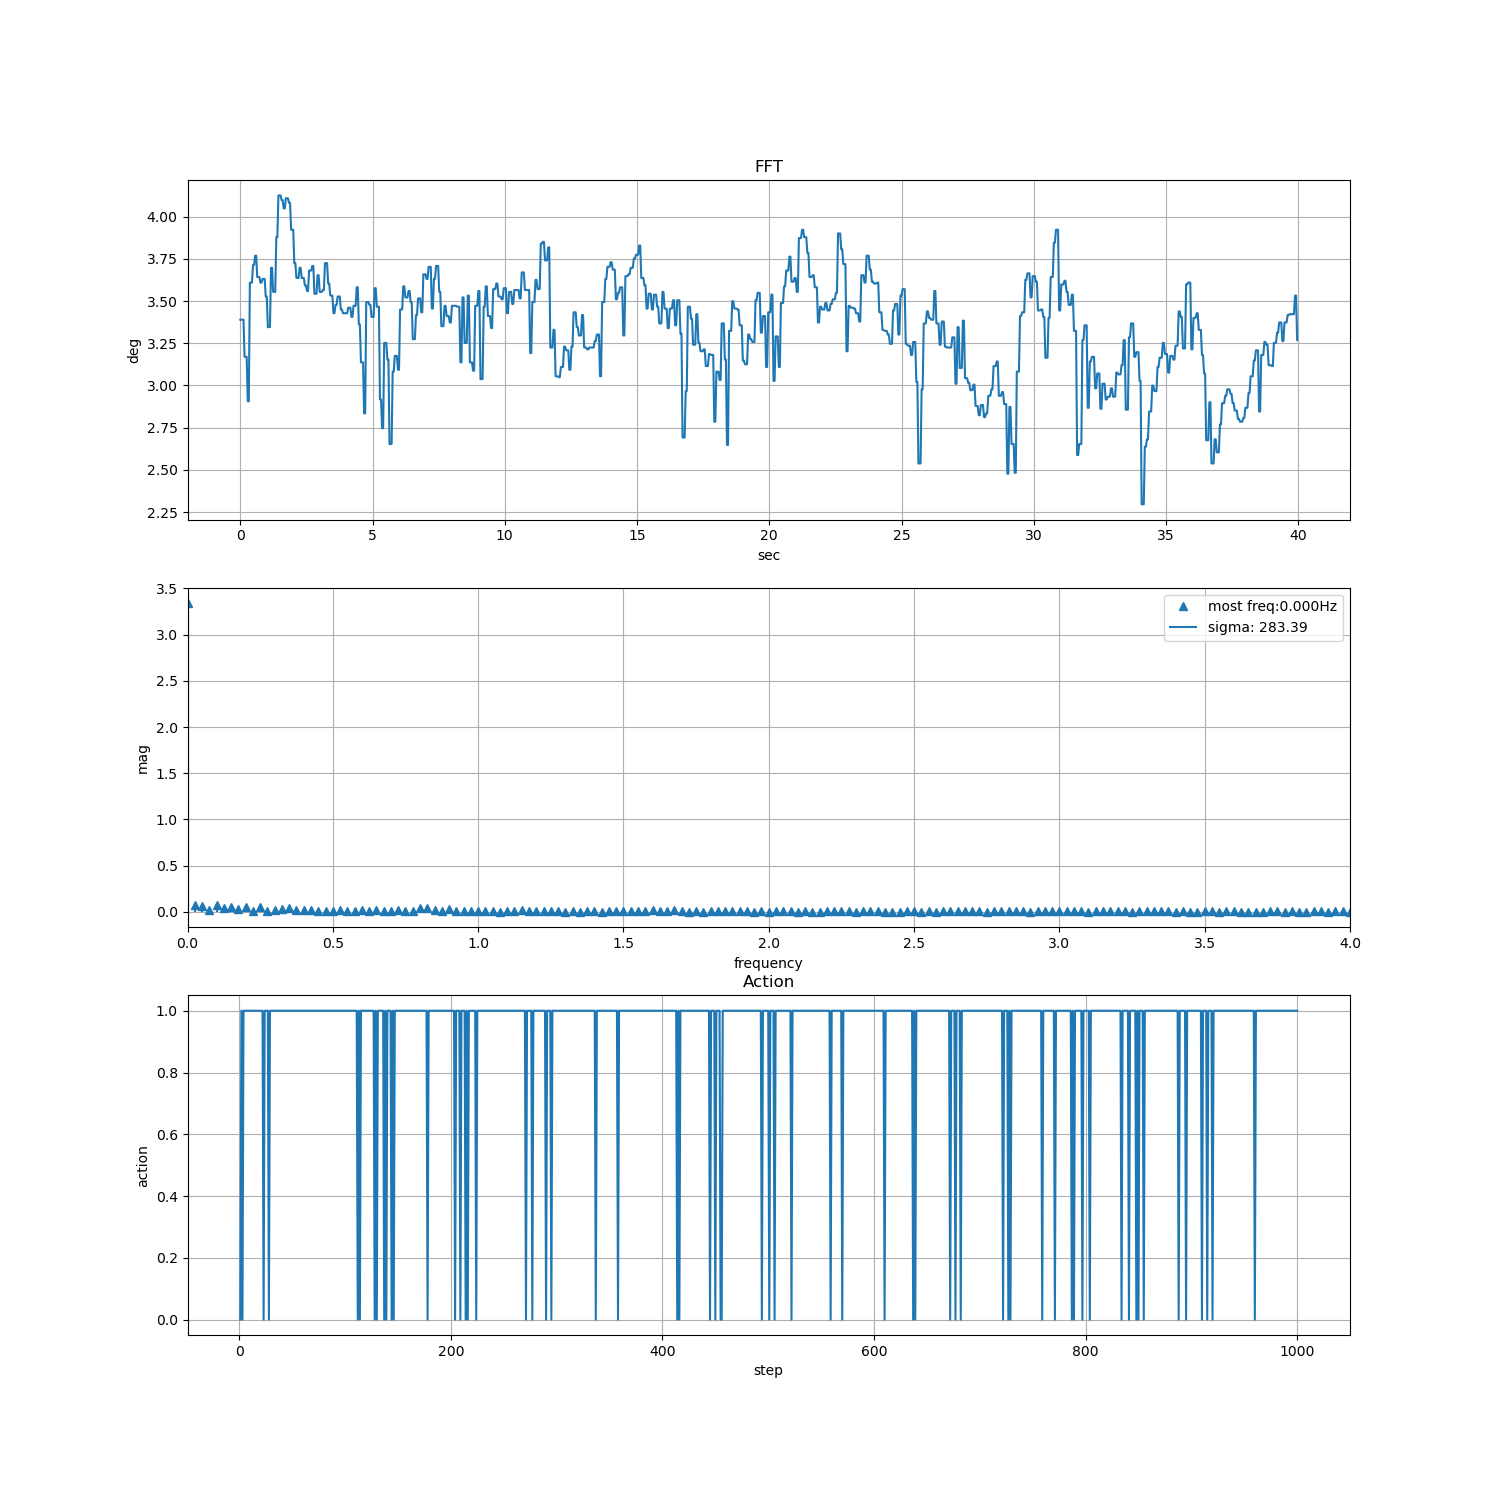 FFT
4.00
3.75
3.50
3.25
3.00
2.75
2.50
2.25
deg
0 5 10 15 20 25 30 35 40
sec
3.5
3.0
2.5
2.0
1.5
1.0
0.5
0.0
mag
most freq:0.000Hz
sigma: 283.39
0.0 0.5 1.0 1.5 2.0 2.5 3.0 3.5 4.0
frequency
Action
1.0
0.8
0.6
0.4
0.2
0.0
action
0 200 400 600 800 1000
step